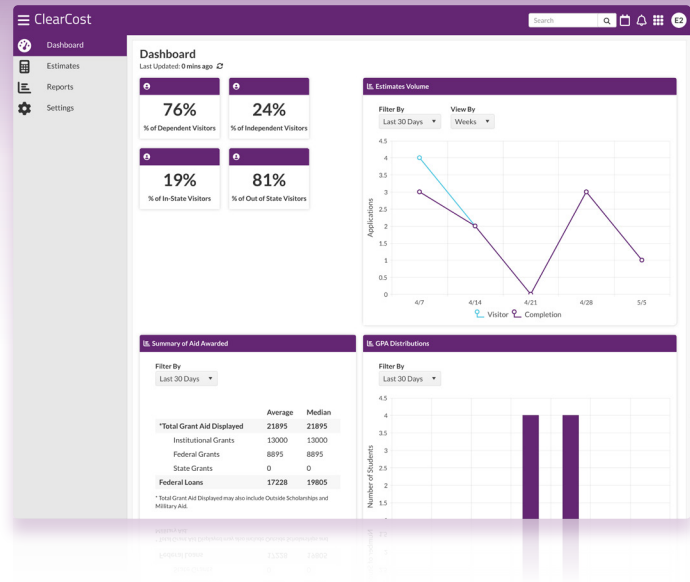 ClearCost
Search
E2
Dashboard
Estimates
Reports
Settings
Dashboard
Last Updated: 0 mins ago
76%
% of Dependent Visitors
24%
% of Independent Visitors
19%
% of In-State Visitors
81%
% of Out of State Visitors
Estimates Volume
Filter By View By
Last 30 Days Weeks
4.5
4
3.5
3
2.5
2
1.5
1
0.5
0
Applications
4/7 4/14 4/21 4/28 5/5
Visitor Completion
Summary of Aid Awarded
Filter By
Last 30 Days
Average Median
*Total Grant Aid Displayed 21895 21895
Institutional Grants 13000 13000
Federal Grants 8895 8895
State Grants 0 0
Federal Loans 17228 19805
* Total Grant Aid Displayed may also include Outside Scholarships and
Millitary Aid.
GPA Distributions
Filter By
Last 30 Days
4.5
4
3.5
3
2.5
2
1.5
Number of Students